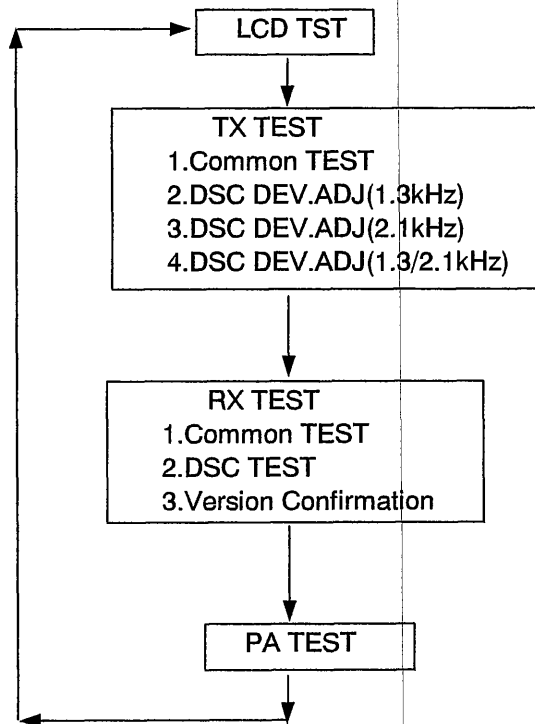 LCD TST
TX TEST
1.Common TEST
2.DSC DEV.ADJ(1.3kHz)
3.DSC DEV.ADJ(2.1kHz)
4.DSC DEV.ADJ(1.3/2.1kHz)
RX TEST
1.Common TEST
2.DSC TEST
3.Version Confirmation
PA TEST